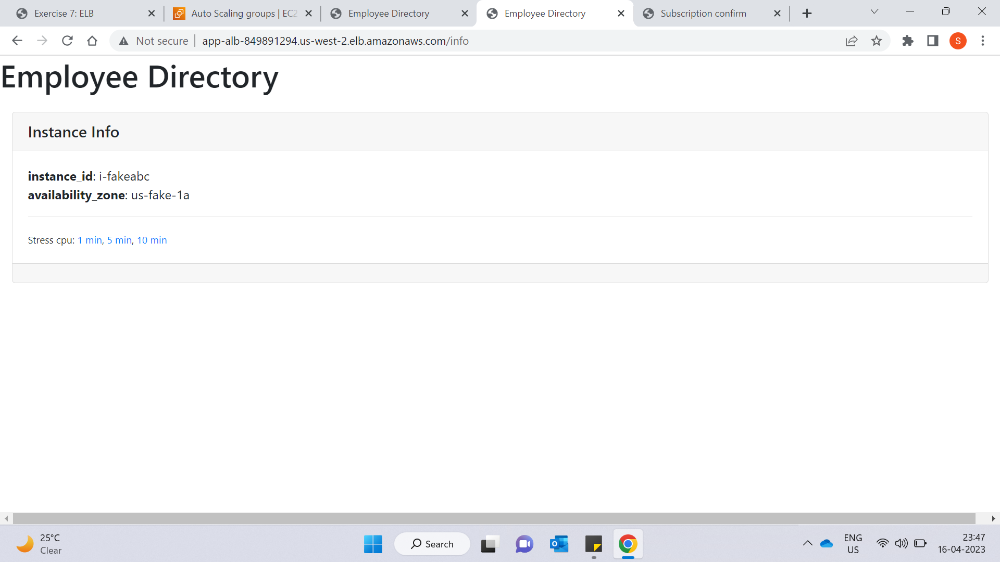 Exercise 7: ELB
Auto Scaling groups | EC2
Employee Directory
Employee Directory
Subscription confirm
Not secure
app-alb-849891294.us-west-2.elb.amazonaws.com/info
S
Employee Directory
Instance Info
instance_id: i-fakeabc
availability_zone: us-fake-1a
Stress cpu: 1 min, 5 min, 10 min
25°C
Clear
Search
ENG
US
23:47
16-04-2023